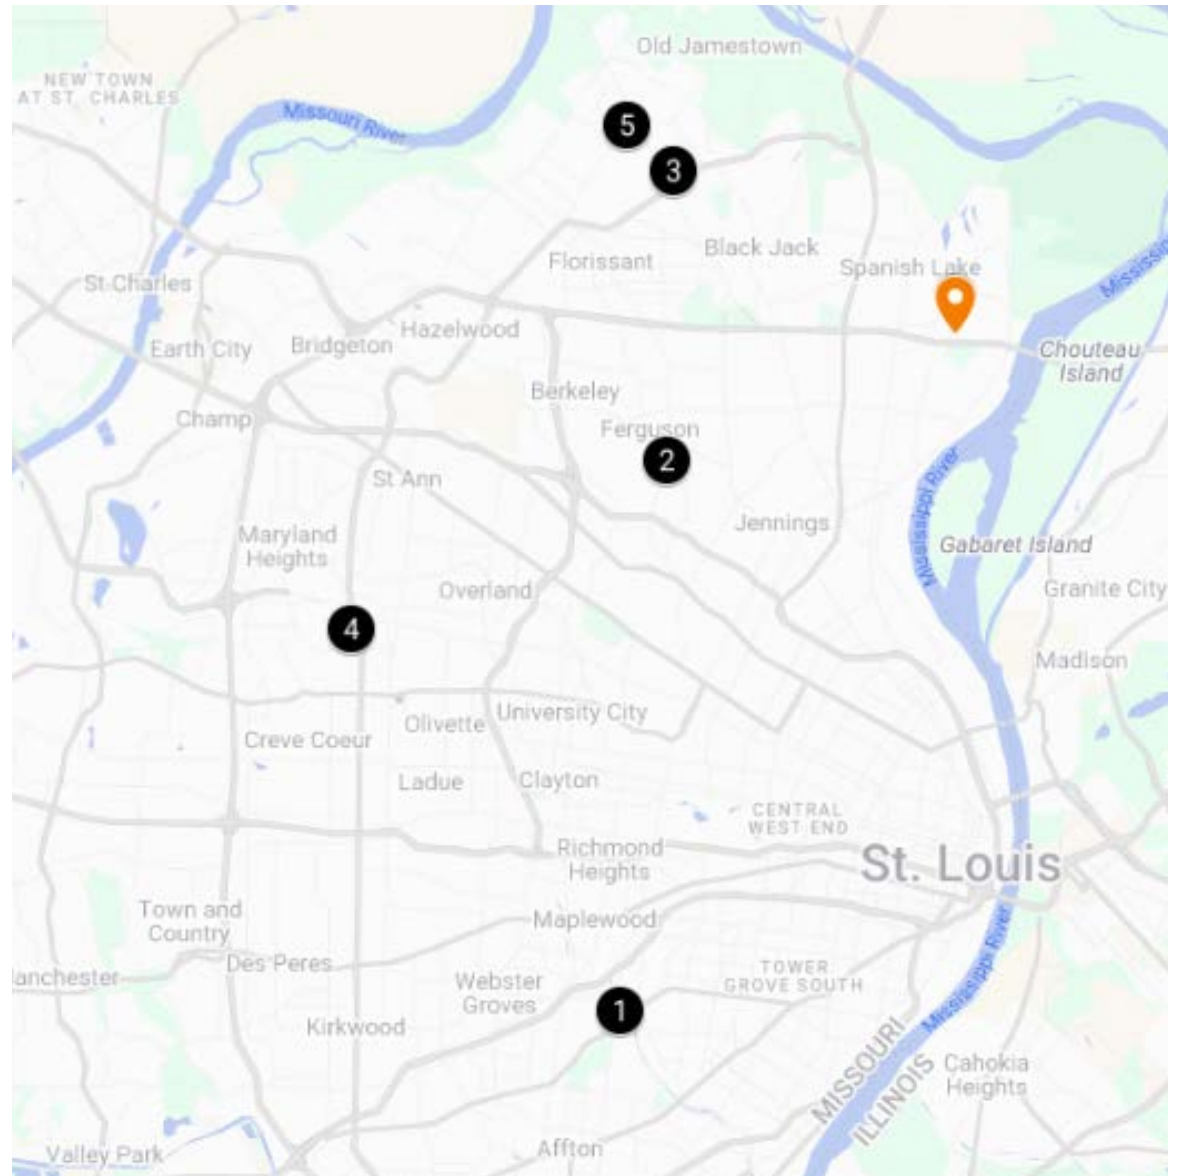 Old Jamestown
NEW TOWN
AT ST. CHARLES
Missouri River
5
3
Florissant
Black Jack
Spanish Lake
St Charles
Hazelwood
Earth City
Bridgeton
Chouteau
Island
Berkeley
Champ
Ferguson
2
St Ann
Mississippi River
Jennings
Maryland
Heights
Gabaret Island
Overland
Granite City
4
Madison
University City
Olivette
Creve Coeur
Ladue
Clayton
CENTRAL
WEST END
Richmond
Heights
St. Louis
Town and
Country
Maplewood
Des Peres
anchester
Webster
Groves
TOWER
GROVE SOUTH
Mississippi River
1
Kirkwood
MISSOURI
ILLINOIS
Cahokia
Heights
Affton
Valley Park
Mississi